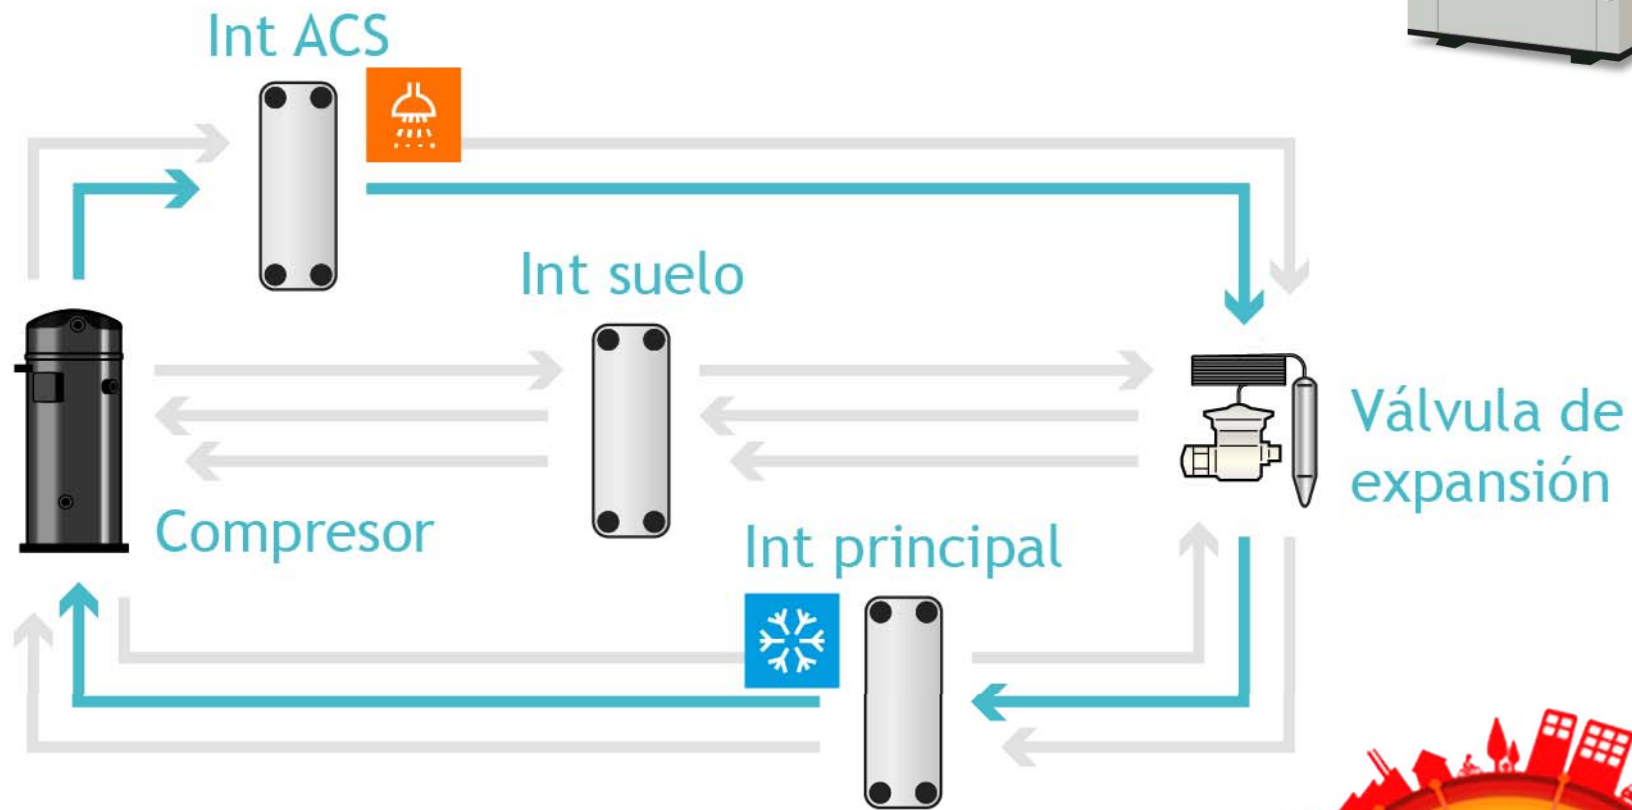 Int ACS
Int suelo
Válvula de
expansión
Compresor
Int principal